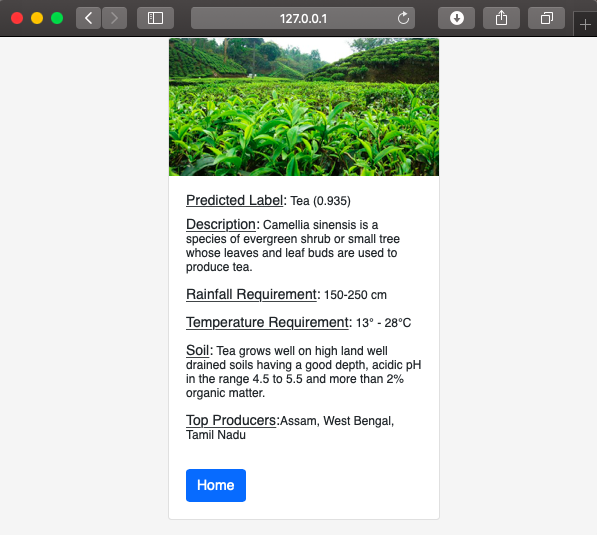 127.0.0.1
Predicted Label: Tea (0.935)
Description: Camellia sinensis is a
species of evergreen shrub or small tree
whose leaves and leaf buds are used to
produce tea.
Rainfall Requirement: 150-250 cm
Temperature Requirement: 13° - 28°C
Soil: Tea grows well on high land well
drained soils having a good depth, acidic pH
in the range 4.5 to 5.5 and more than 2%
organic matter.
Top Producers:Assam, West Bengal,
Tamil Nadu
Home